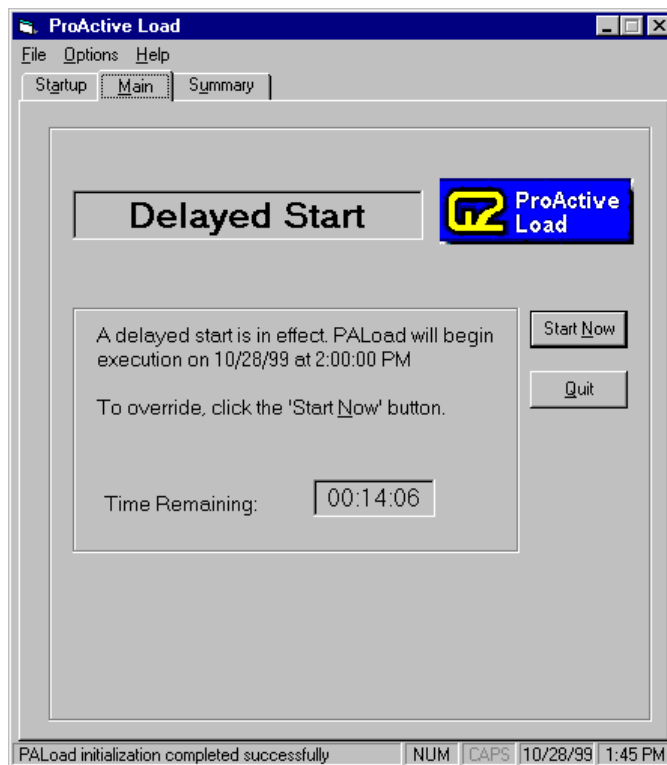 ProActive Load
File Options Help
Startup Main Summary
Delayed Start
G2 ProActive
Load
A delayed start is in effect. PALoad will begin
execution on 10/28/99 at 2:00:00 PM
Start Now
To override, click the 'Start Now' button.
Quit
Time Remaining: 00:14:06
PALoad initialization completed successfully NUM CAPS 10/28/99 1:45 PM